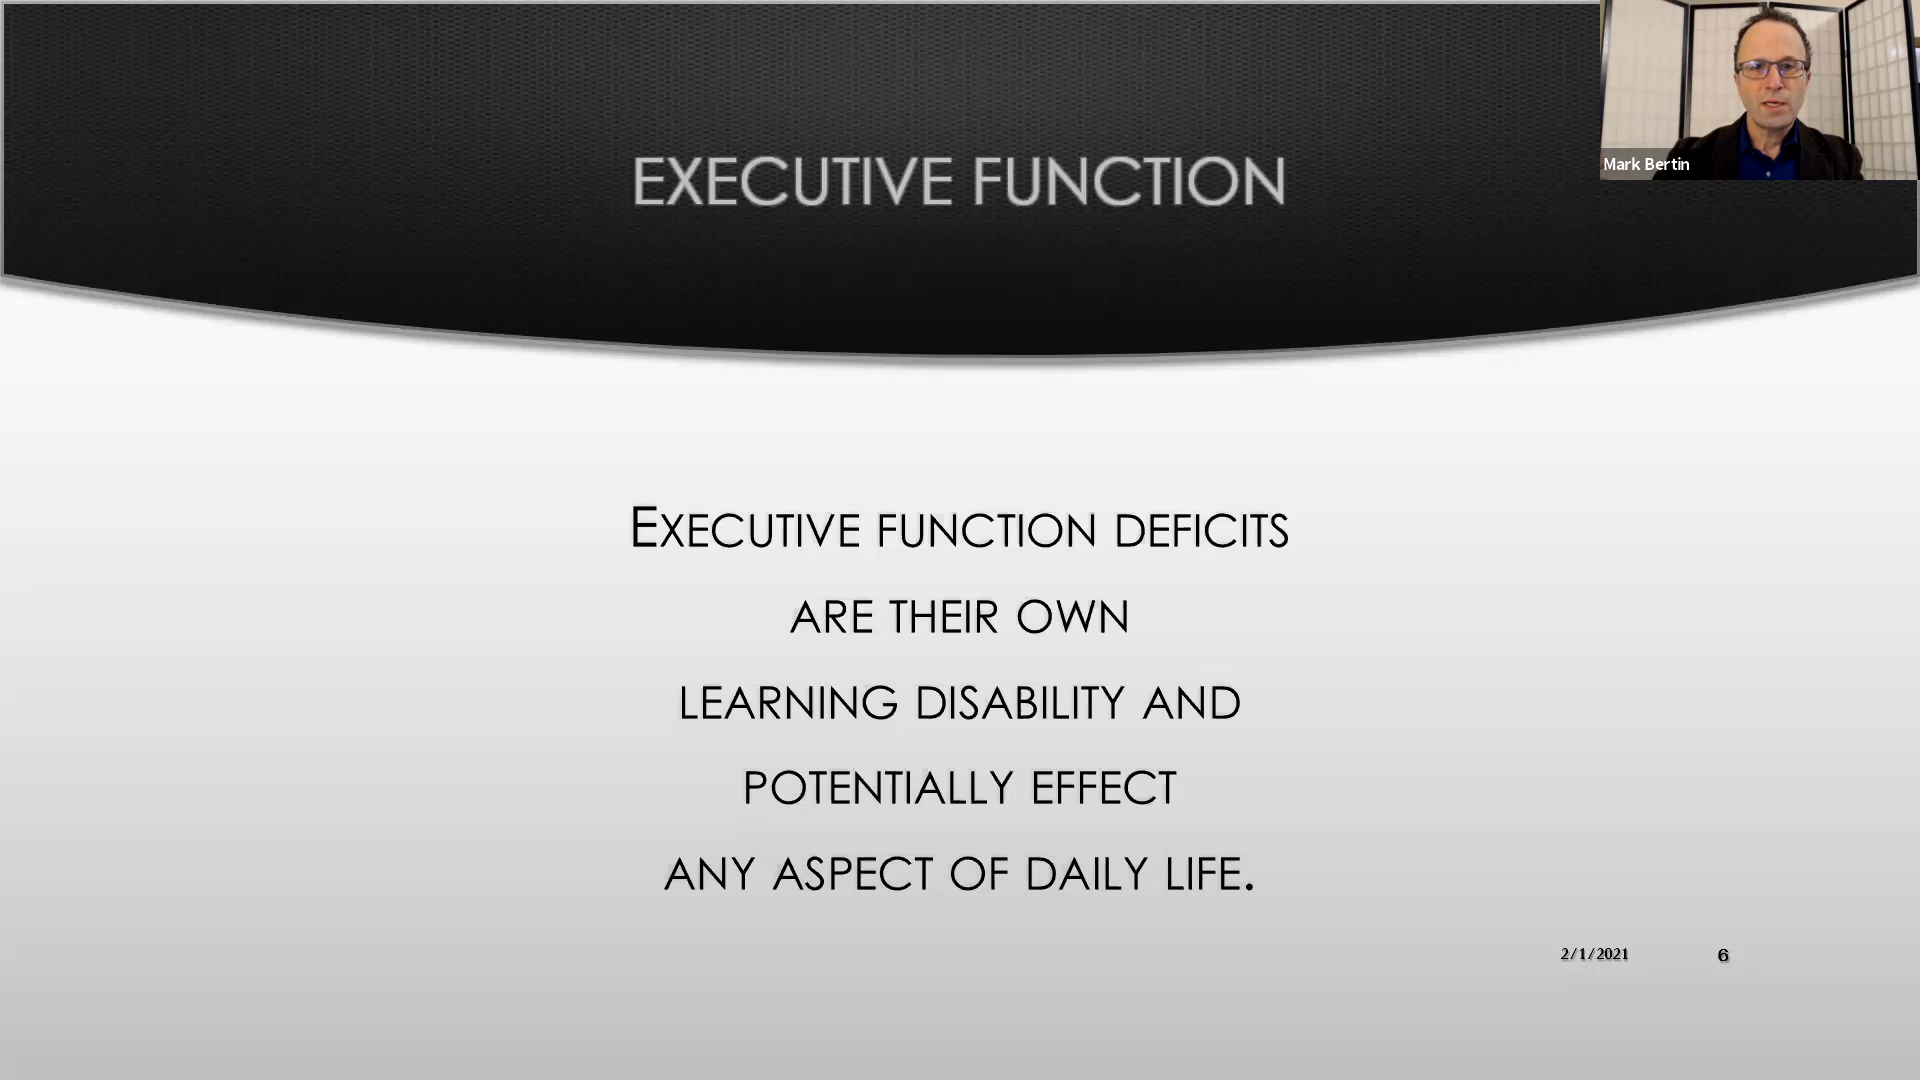 EXECUTIVE FUNCTION
Mark Bertin
EXECUTIVE FUNCTION DEFICITS
ARE THEIR OWN
LEARNING DISABILITY AND
POTENTIALLY EFFECT
ANY ASPECT OF DAILY LIFE.
2/1/2021
6